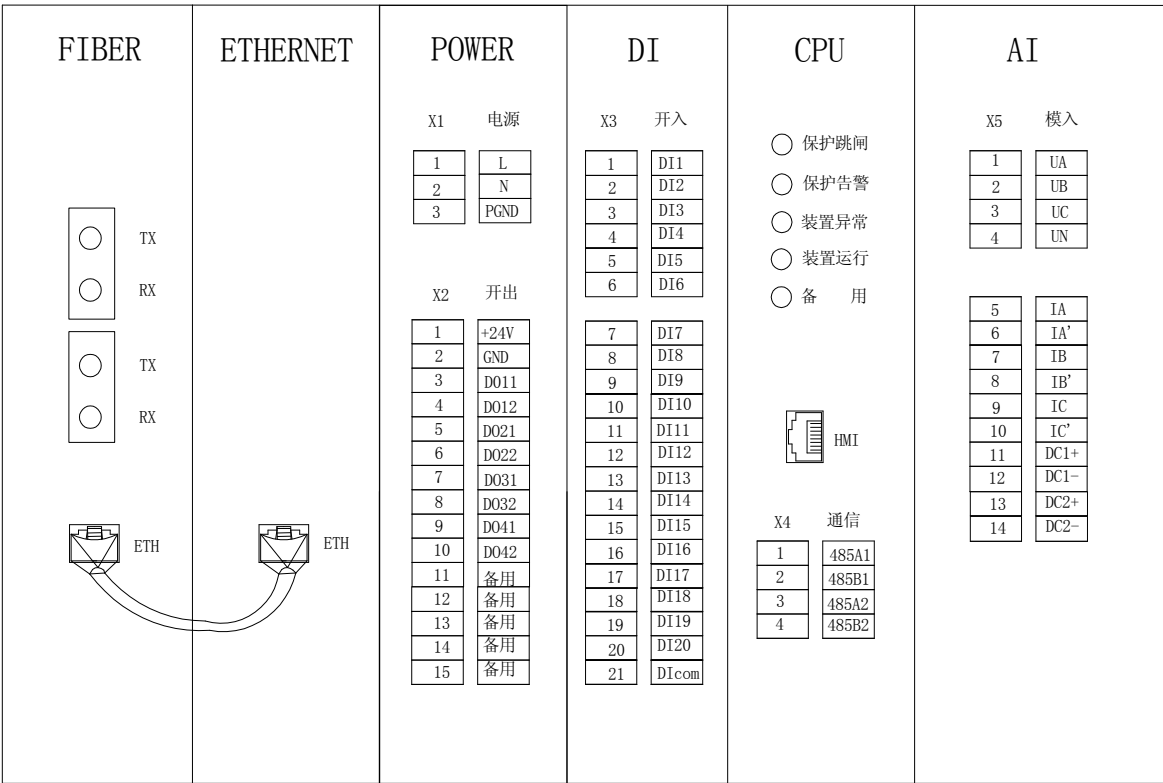 FIBER
TX
RX
TX
RX
ETH
ETHERNET
ETH
POWER
X1 电源
1 L
2 N
3 PGND
X2 开出
1 +24V
2 GND
3 DO11
4 DO12
5 DO21
6 DO22
7 DO31
8 DO32
9 DO41
10 DO42
11 备用
12 备用
13 备用
14 备用
15 备用
DI
X3 开入
1 DI1
2 DI2
3 DI3
4 DI4
5 DI5
6 DI6
7 DI7
8 DI8
9 DI9
10 DI10
11 DI11
12 DI12
13 DI13
14 DI14
15 DI15
16 DI16
17 DI17
18 DI18
19 DI19
20 DI20
21 DIcom
CPU
保护跳闸
保护告警
装置异常
装置运行
备 用
HMI
X4 通信
1 485A1
2 485B1
3 485A2
4 485B2
AI
X5 模入
1 UA
2 UB
3 UC
4 UN
5 IA
6 IA'
7 IB
8 IB'
9 IC
10 IC'
11 DC1+
12 DC1-
13 DC2+
14 DC2-